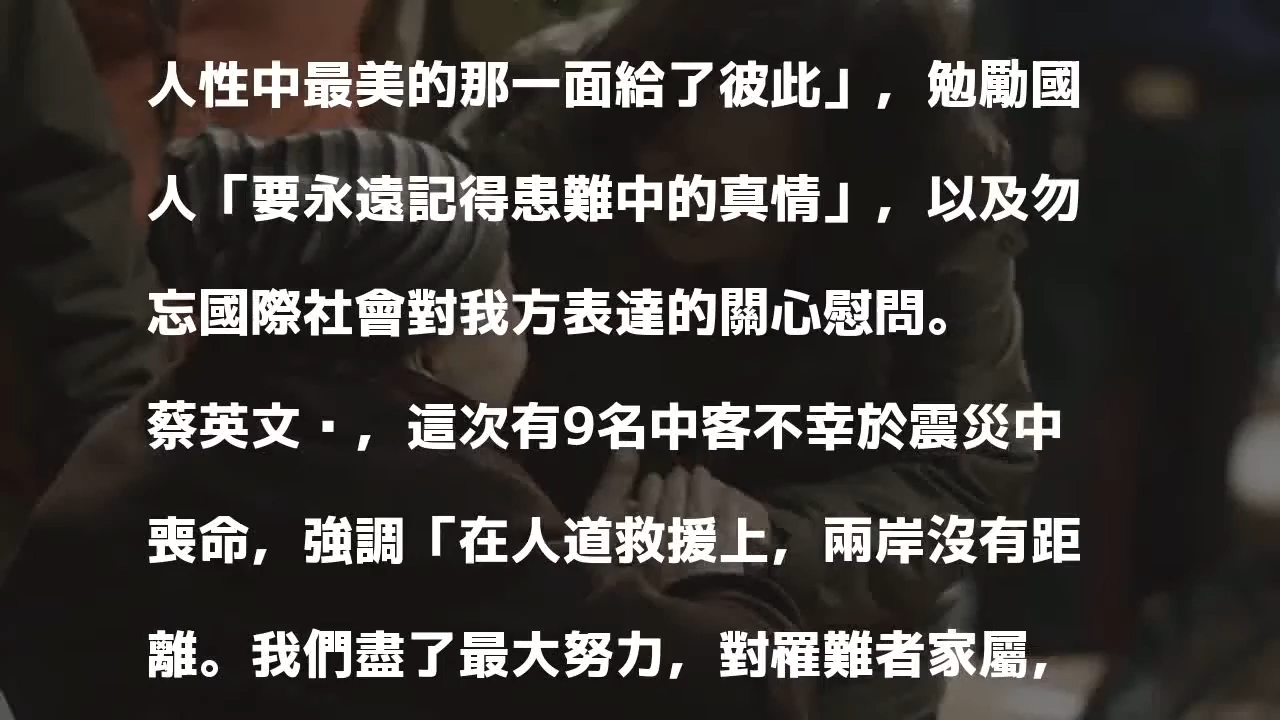 人性中最美的那一面給了彼此」，勉勵國
人「要永遠記得患難中的真情」，以及勿
忘國際社會對我方表達的關心慰問。
蔡英文·，這次有9名中客不幸於震災中
喪命，強調「在人道救援上，兩岸沒有距
離。我們盡了最大努力，對罹難者家屬，